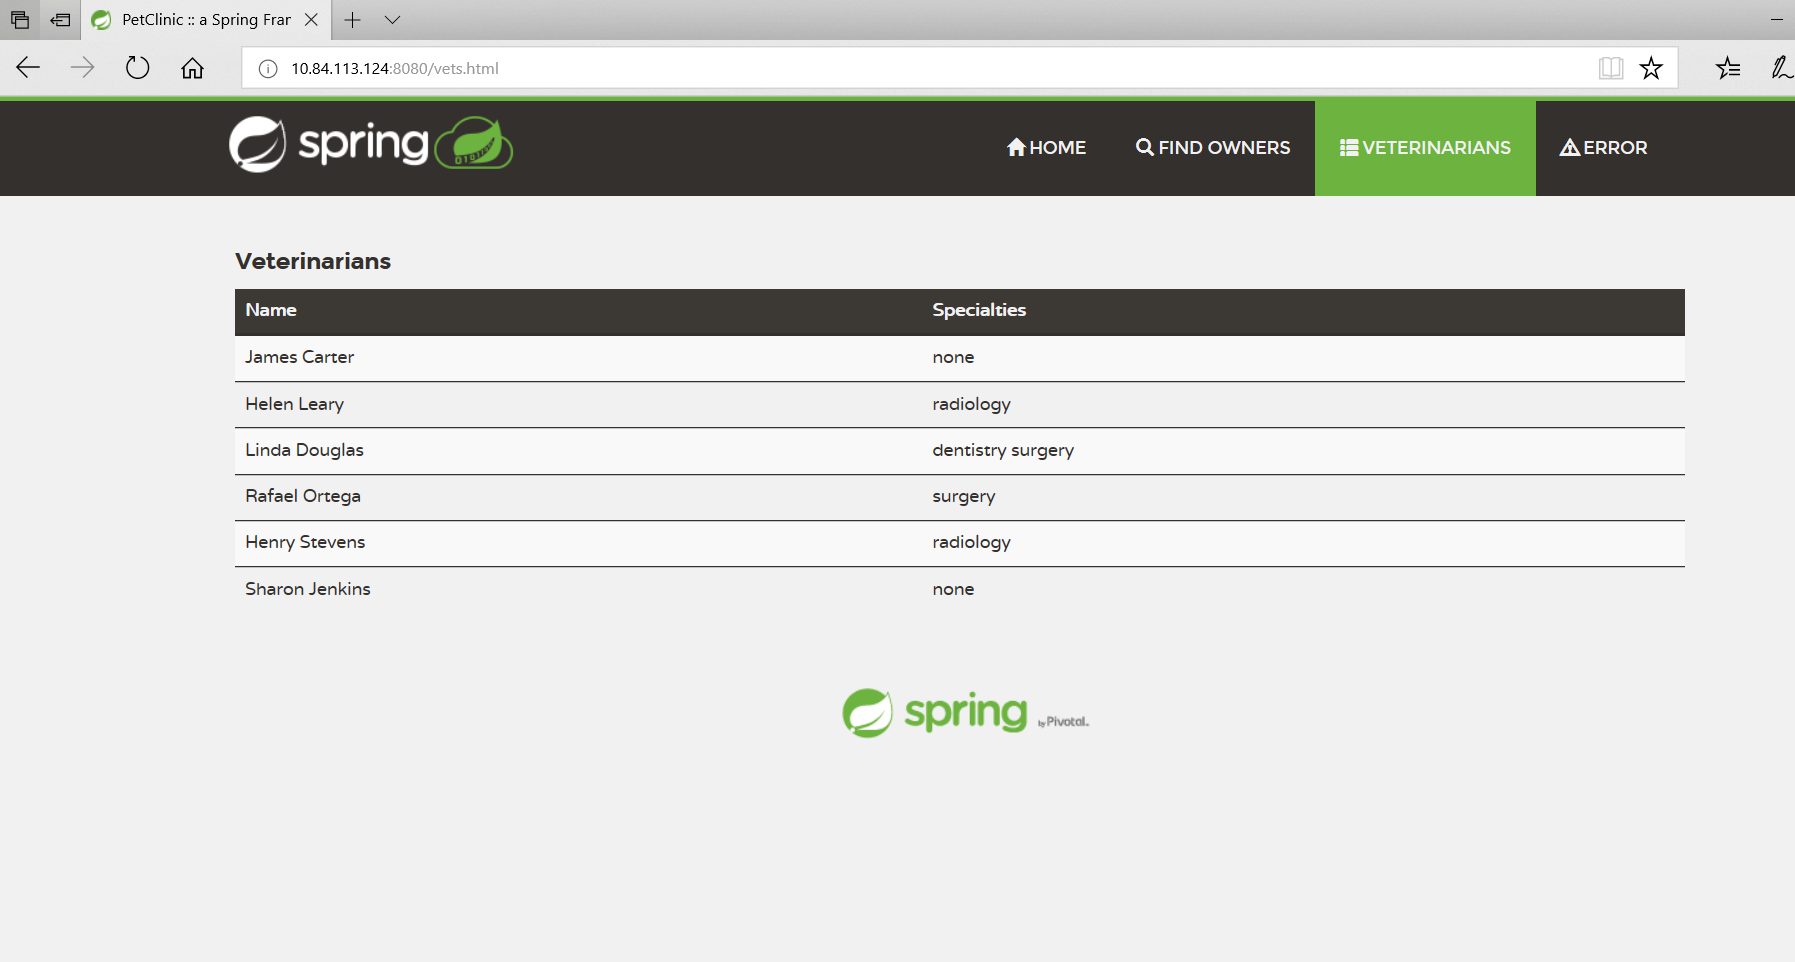 PetClinic :: a Spring Frar
10.84.113.124:8080/vets.html
spring
HOME
FIND OWNERS
VETERINARIANS
ERROR
Veterinarians
Name Specialties
James Carter none
Helen Leary radiology
Linda Douglas dentistry surgery
Rafael Ortega surgery
Henry Stevens radiology
Sharon Jenkins none
spring by Pivotal